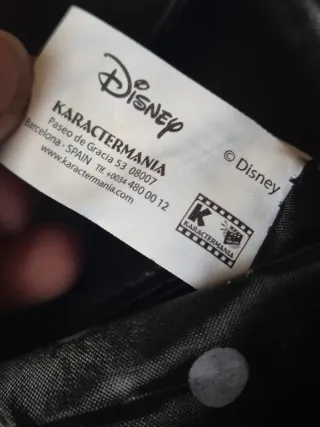 Disney
KARACTERMANIA
Paseo de Gracia 53 08007
Barcelona · SPAIN Tlf. +0034 480 00 12
www.karactermania.com
© Disney
K
KARACTERMANIA